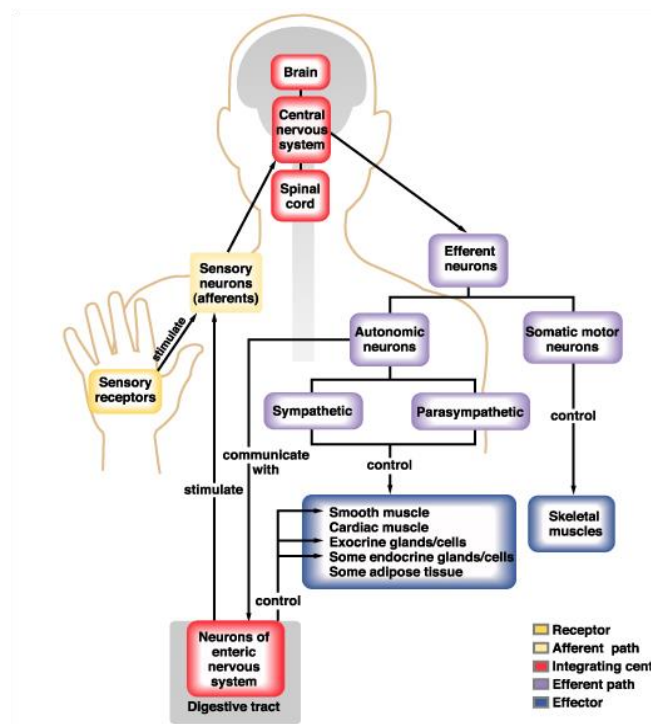 Brain
Central
nervous
system
Spinal
cord
Efferent
neurons
Sensory
neurons
(afferents)
stimulate
Autonomic
neurons
Somatic motor
neurons
Sensory
receptors
Sympathetic
Parasympathetic
control
communicate
with
control
stimulate
Smooth muscle
Cardiac muscle
Exocrine glands/cells
Some endocrine glands/cells
Some adipose tissue
Skeletal
muscles
control
Neurons of
enteric
nervous
system
Digestive tract
Receptor
Afferent path
Integrating cent
Efferent path
Effector